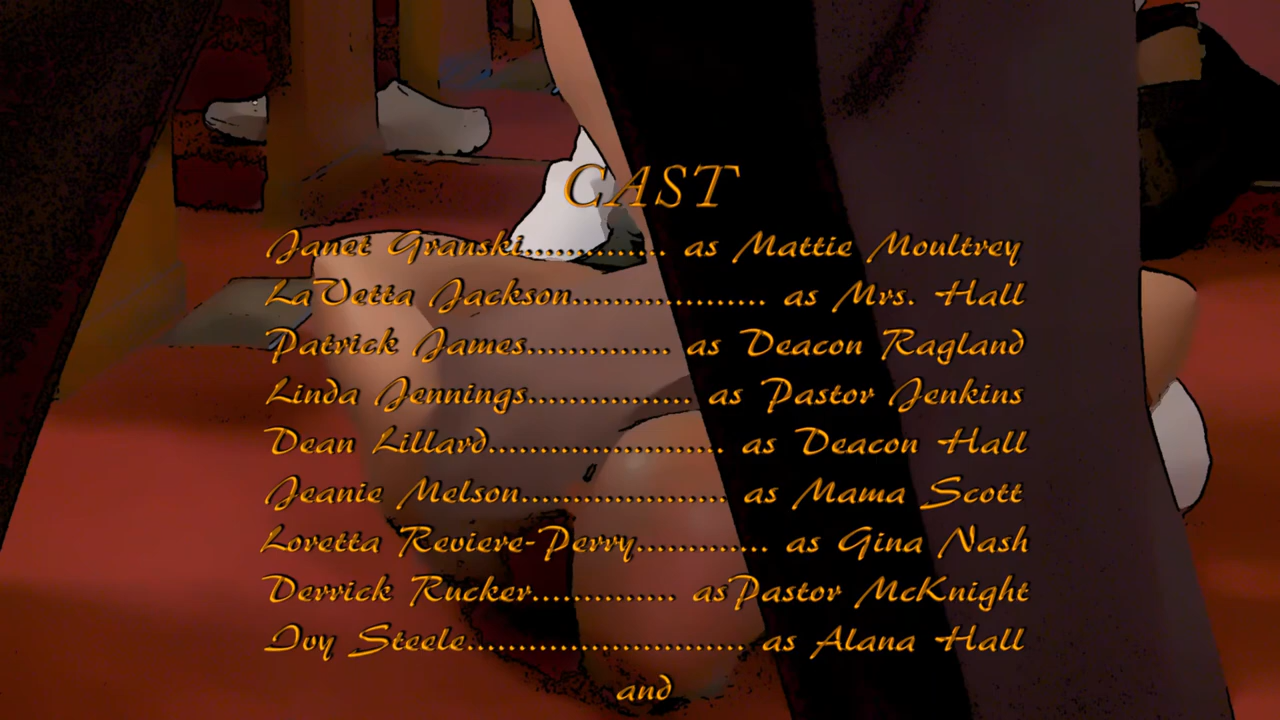 CAST
Janet Granski.............. as Mattie Moultrey
LaVetta Jackson................... as Mrs. Hall
Patrick James.............. as Deacon Ragland
Linda Jennings................ as Pastor Jenkins
Dean Lillard....................... as Deacon Hall
Jeanie Melson.................... as Mama Scott
Loretta Reviere-Perry............. as Gina Nash
Derrick Rucker.............. asPastor McKnight
Ivy Steele........................... as Alana Hall
and